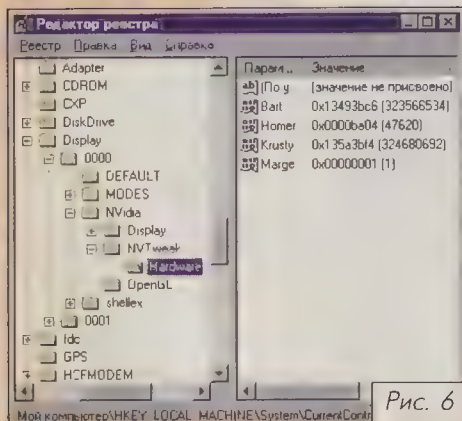 Редактор реестра
Реестр Правка Вид Справка
Adapter
CDROM
CXP
DiskDrive
Display
0000
DEFAULT
MODES
NVidia
Display
NVTweak
Hardware
OpenGL
shellex
0001
fdc
GPS
HCFMODEM
Парам... Значение
(По у (значение не присвоено)
Bart 0x13493bc6 (323566534)
Homer 0x0000ba04 (47620)
Krusty 0x135a3bf4 (324680692)
Marge 0x00000001 (1)
Мой компьютер\HKEY_LOCAL_MACHINE\System\CurrentContr
Рис. 6